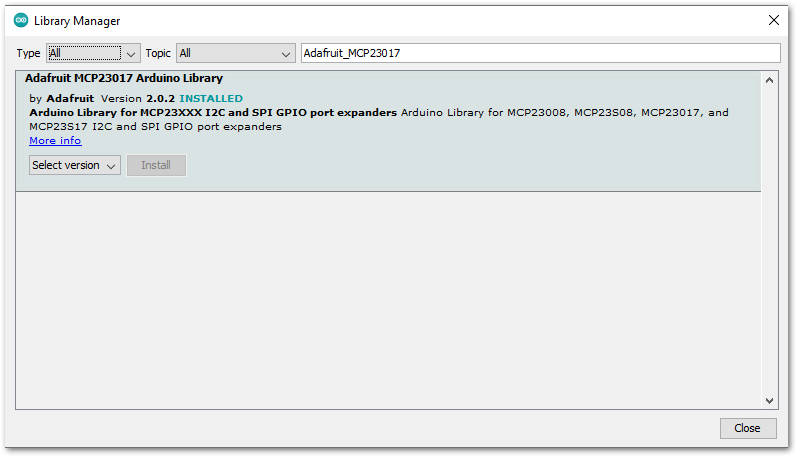 Library Manager
Type All Topic All Adafruit_MCP23017
Adafruit MCP23017 Arduino Library
by Adafruit Version 2.0.2 INSTALLED
Arduino Library for MCP23XXX I2C and SPI GPIO port expanders Arduino Library for MCP23008, MCP23S08, MCP23017, and
MCP23S17 I2C and SPI GPIO port expanders
More info
Select version Install
Close